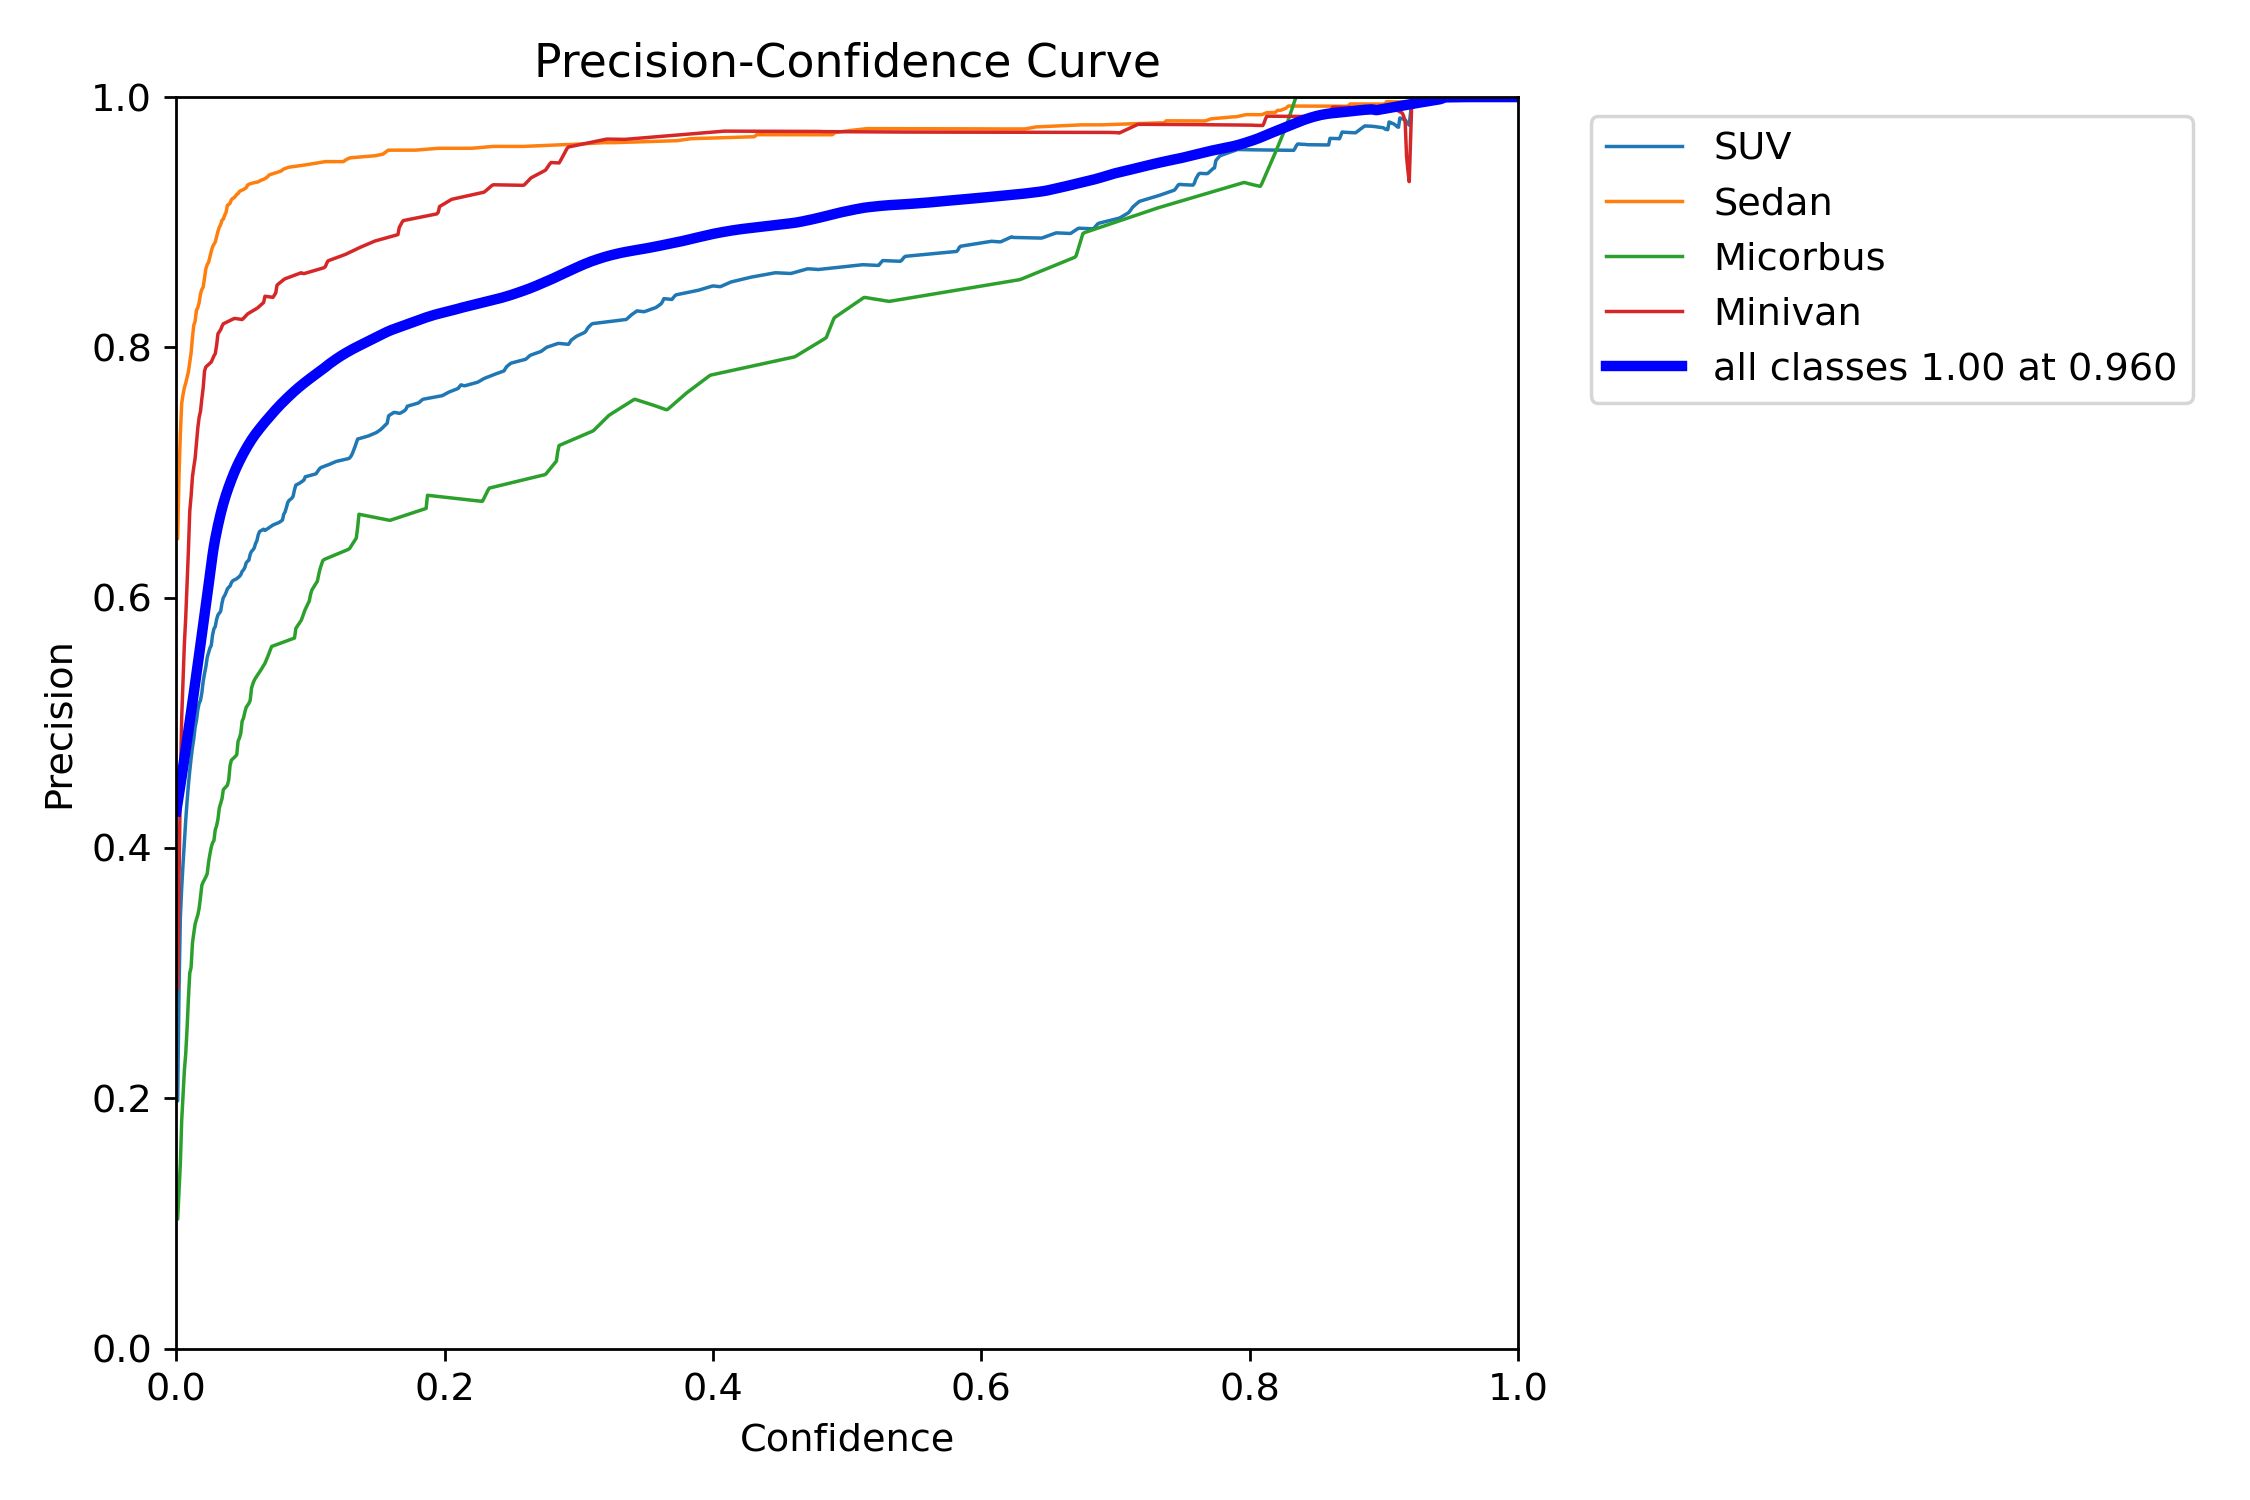 Precision-Confidence Curve
1.0
0.8
0.6
0.4
0.2
0.0
Precision
0.0 0.2 0.4 0.6 0.8 1.0
Confidence
SUV
Sedan
Micorbus
Minivan
all classes 1.00 at 0.960